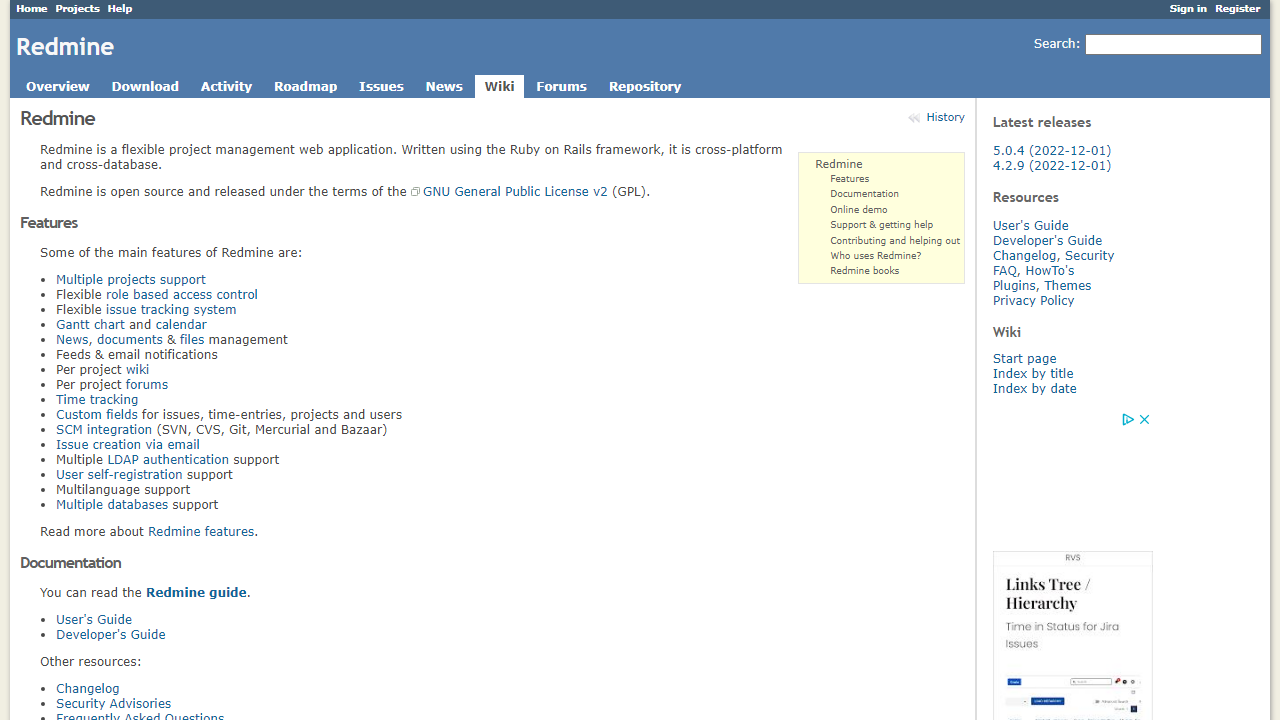 Home Projects Help
Sign in Register
Redmine
Search:
Overview Download Activity Roadmap Issues News Wiki Forums Repository
Redmine
History
Redmine is a flexible project management web application. Written using the Ruby on Rails framework, it is cross-platform
and cross-database.
Redmine is open source and released under the terms of the GNU General Public License v2 (GPL).
Redmine
Features
Documentation
Online demo
Support & getting help
Contributing and helping out
Who uses Redmine?
Redmine books
Features
Some of the main features of Redmine are:
• Multiple projects support
• Flexible role based access control
• Flexible issue tracking system
• Gantt chart and calendar
• News, documents & files management
• Feeds & email notifications
• Per project wiki
• Per project forums
• Time tracking
• Custom fields for issues, time-entries, projects and users
• SCM integration (SVN, CVS, Git, Mercurial and Bazaar)
• Issue creation via email
• Multiple LDAP authentication support
• User self-registration support
• Multilanguage support
• Multiple databases support
Read more about Redmine features.
Documentation
You can read the Redmine guide.
• User's Guide
• Developer's Guide
Other resources:
• Changelog
• Security Advisories
• Frequently Asked Questions
Latest releases
5.0.4 (2022-12-01)
4.2.9 (2022-12-01)
Resources
User's Guide
Developer's Guide
Changelog, Security
FAQ, HowTo's
Plugins, Themes
Privacy Policy
Wiki
Start page
Index by title
Index by date
RVS
Links Tree /
Hierarchy
Time in Status for Jira
Issues